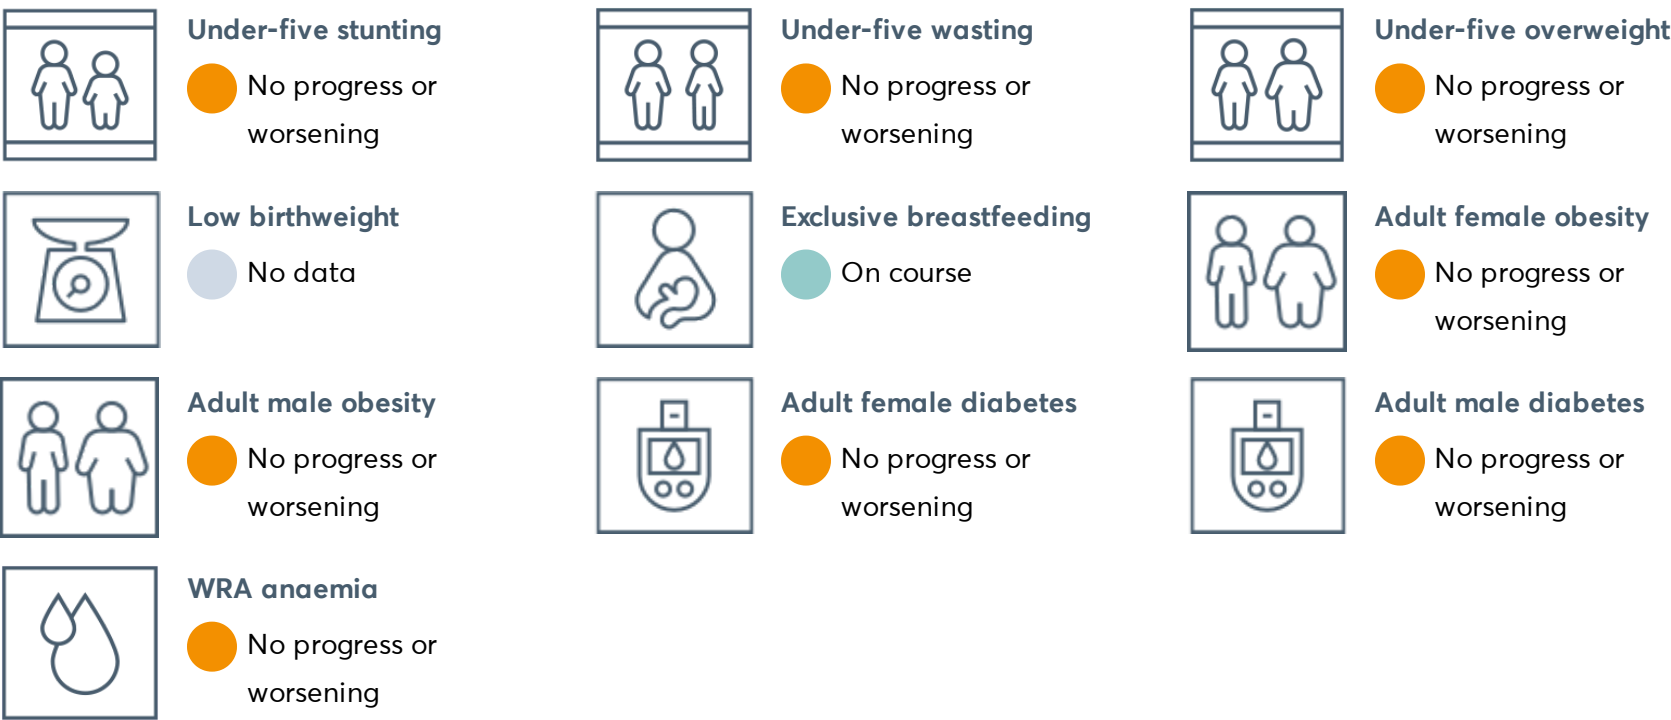 Under-five stunting
No progress or
worsening
Under-five wasting
No progress or
worsening
Under-five overweight
No progress or
worsening
Low birthweight
No data
Exclusive breastfeeding
On course
Adult female obesity
No progress or
worsening
Adult male obesity
No progress or
worsening
Adult female diabetes
No progress or
worsening
Adult male diabetes
No progress or
worsening
WRA anaemia
No progress or
worsening